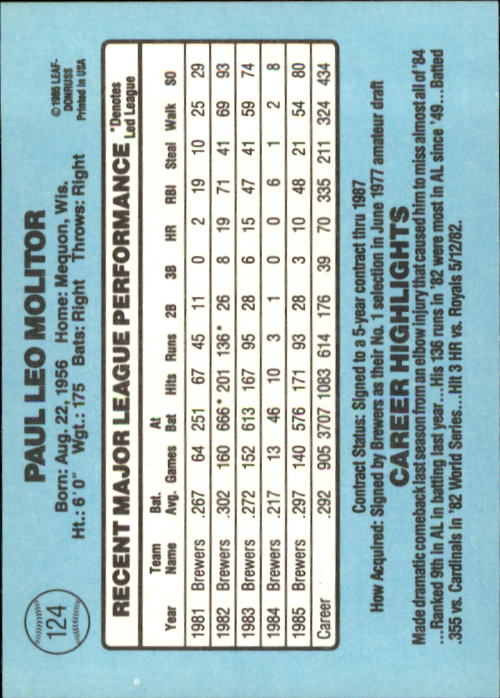 124
PAUL LEO MOLITOR
©1985 LEAF-
DONRUSS
Printed in USA
Born: Aug. 22, 1956 Home: Mequon, Wis.
Ht.: 6' 0" Wgt.: 175 Bats: Right Throws: Right
RECENT MAJOR LEAGUE PERFORMANCE *Denotes
Led League
Year Team Name Bat. Avg. Games At Bat Hits Runs 2B 3B HR RBI Steal Walk SO
1981 Brewers .267 64 251 67 45 11 0 2 19 10 25 29
1982 Brewers .302 160 666* 201 136* 26 8 19 71 41 69 93
1983 Brewers .272 152 613 167 95 28 6 15 47 41 59 74
1984 Brewers .217 13 46 10 3 1 0 0 6 1 2 8
1985 Brewers .297 140 576 171 93 28 3 10 48 21 54 80
Career .292 905 3707 1083 614 176 39 70 335 211 324 434
Contract Status: Signed to a 5-year contract thru 1987
How Acquired: Signed by Brewers as their No. 1 selection in June 1977 amateur draft
CAREER HIGHLIGHTS
Made dramatic comeback last season from an elbow injury that caused him to miss almost all of '84
...Ranked 9th in AL in batting last year...His 136 runs in '82 were most in AL since '49...Batted
.355 vs. Cardinals in '82 World Series...Hit 3 HR vs. Royals 5/12/82.